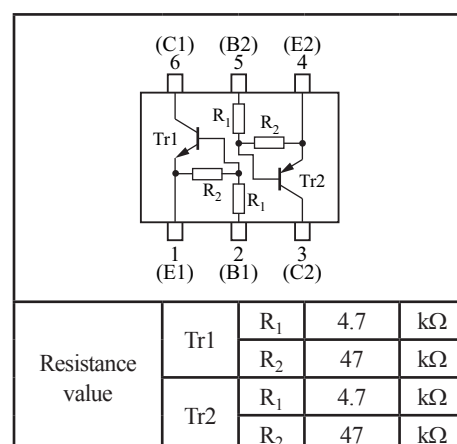 (C1) (B2) (E2)
6 5 4
R1
R2
Tr1
Tr2
R2
R1
1 2 3
(E1) (B1) (C2)
Resistance value
Tr1
R1 4.7 kΩ
R2 47 kΩ
Tr2
R1 4.7 kΩ
R2 47 kΩ